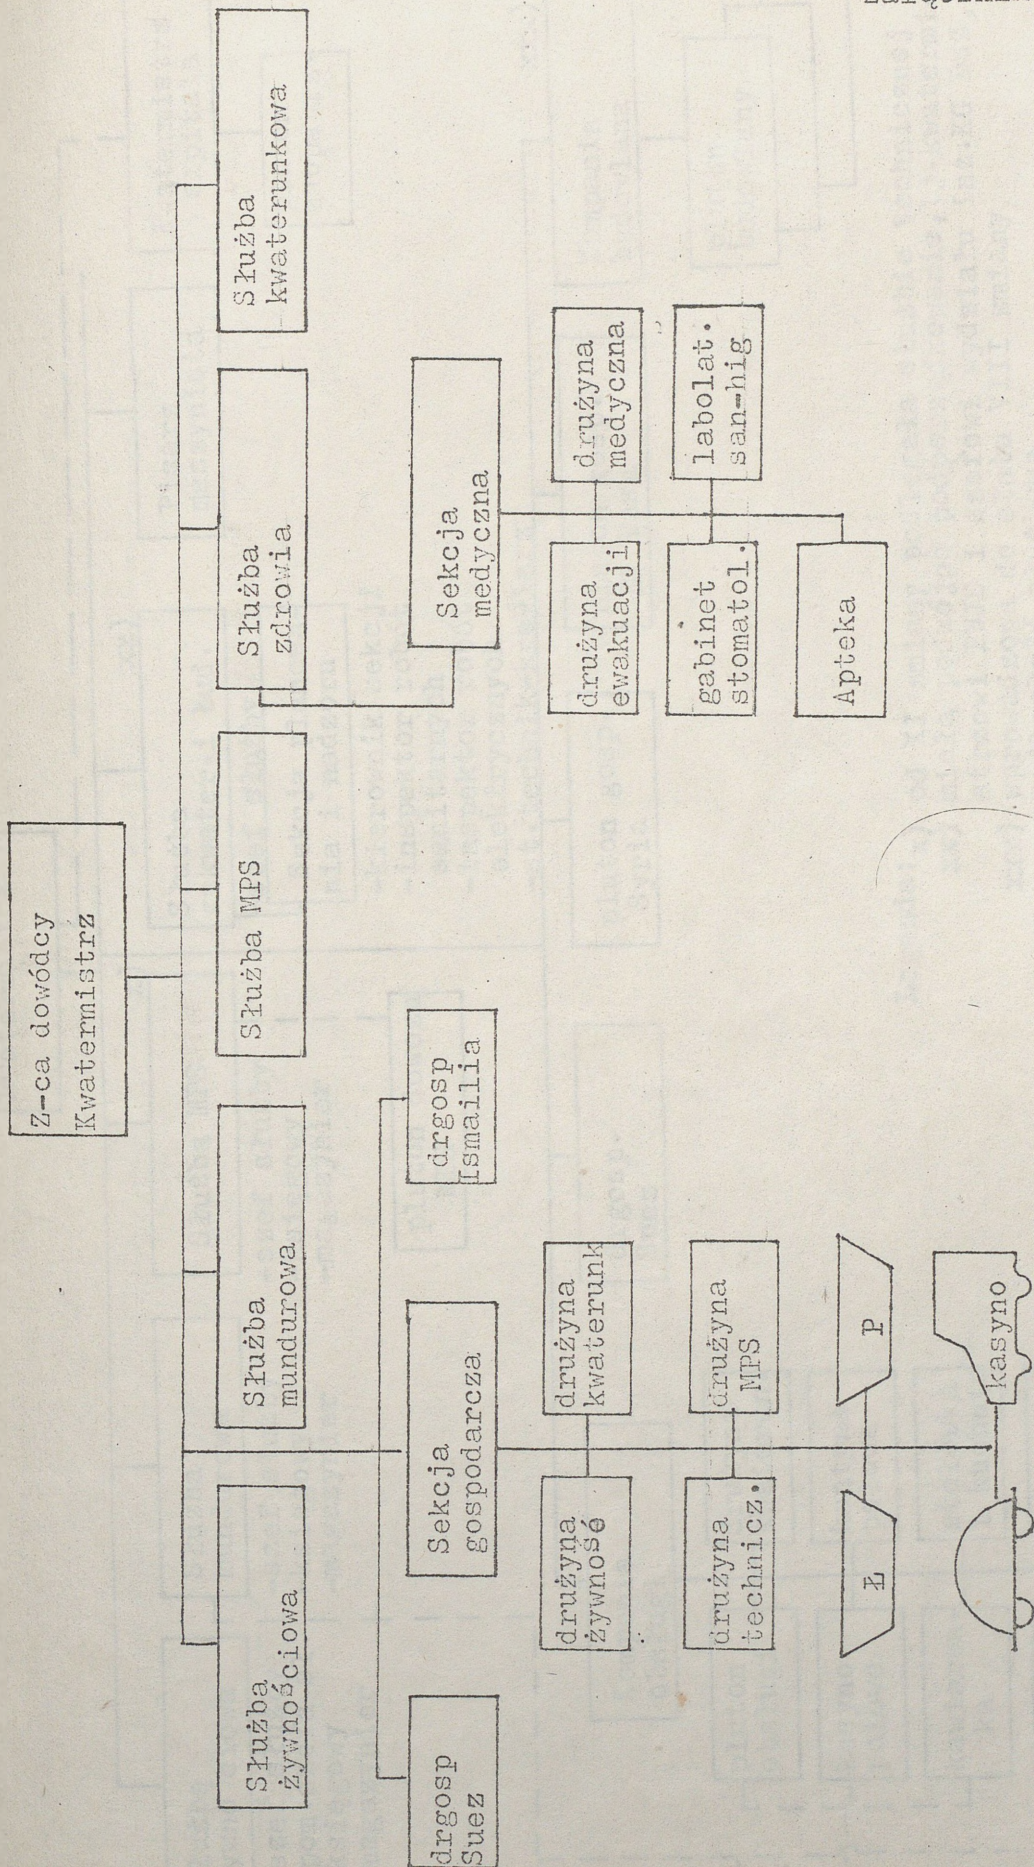 Z-ca dowódcy
Kwatermistrz
Służba
żywnościowa
Służba
mundurowa
Służba MPS
Służba
zdrowia
Służba
kwaterunkowa
drgosp
Suez
Sekcja
gospodarcza
drgosp
Ismailia
Sekcja
medyczna
drużyna
żywność
drużyna
kwaterunk
drużyna
technicz.
drużyna
MPS
Ł
P
kasyno
drużyna
ewakuacji
drużyna
medyczna
gabinet
stomatol.
labolat.
san-hig
Apteka